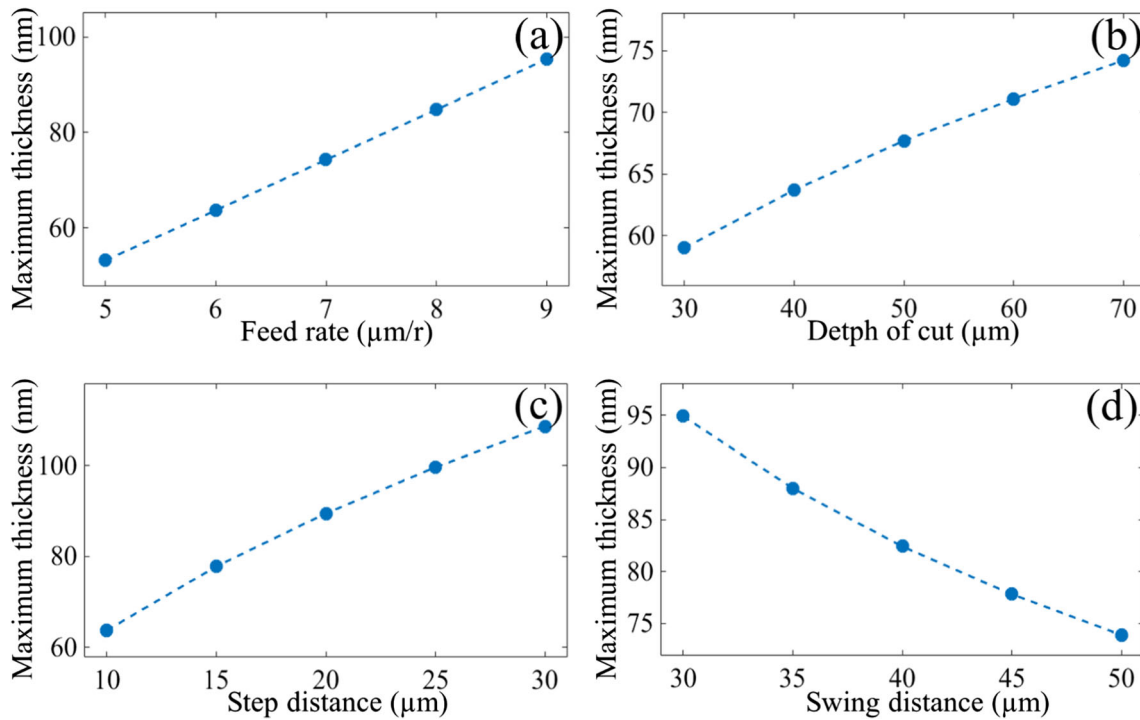 (a)
Maximum thickness (nm)
100
80
60
5 6 7 8 9
Feed rate (μm/r)
(b)
Maximum thickness (nm)
75
70
65
60
30 40 50 60 70
Detpth of cut (μm)
(c)
Maximum thickness (nm)
100
80
60
10 15 20 25 30
Step distance (μm)
(d)
Maximum thickness (nm)
95
90
85
80
75
30 35 40 45 50
Swing distance (μm)